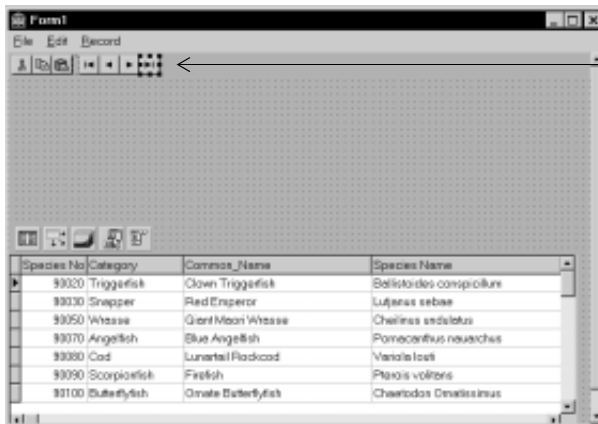 Form1
File Edit Record
Species No Category Common_Name Species Name
90020 Triggerfish Clown Triggerfish Ballistoides conspicillum
90030 Snapper Red Emperor Lutjanus sebae
90050 Wrasse Giant Maori Wrasse Cheilinus undulatus
90070 Angelfish Blue Angelfish Pomacanthus nauarchus
90080 Cod Lunartail Rockcod Variola louti
90090 Scorpionfish Firefish Pterois volitans
90100 Butterflyfish Ornate Butterflyfish Chaetodon Ornatissimus